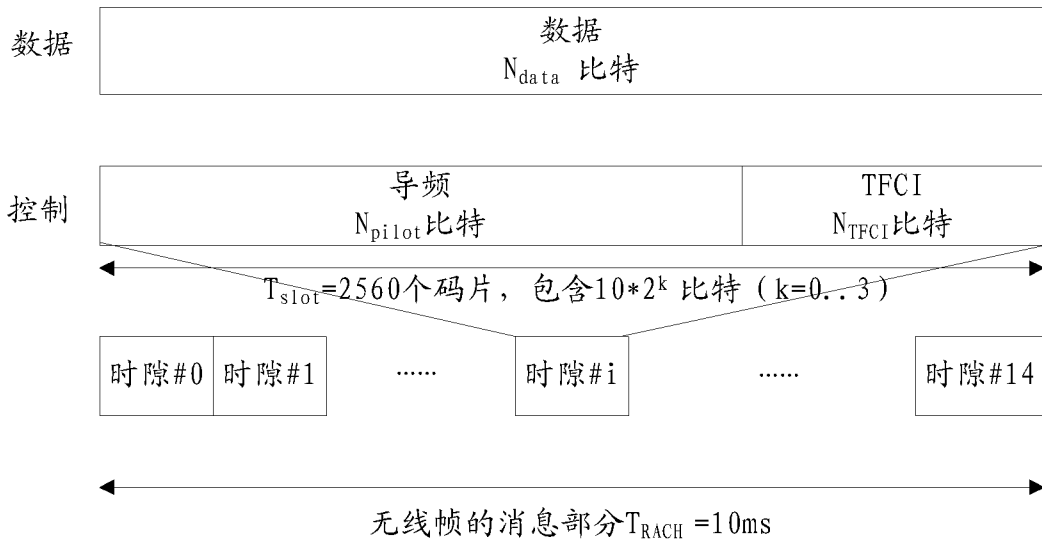 数据
数据
N_data 比特
控制
导频
N_pilot比特
TFCI
N_TFCI比特
T_slot=2560个码片，包含10*2^k 比特（k=0..3）
时隙#0 时隙#1 …… 时隙#i …… 时隙#14
无线帧的消息部分T_RACH =10ms